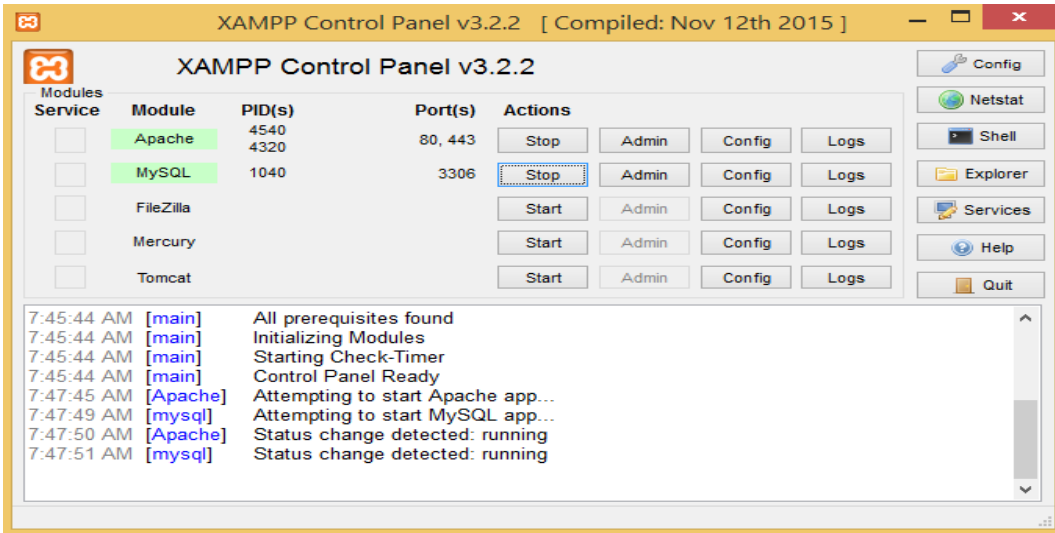 XAMPP Control Panel v3.2.2 [ Compiled: Nov 12th 2015 ]
XAMPP Control Panel v3.2.2
Config
Modules
Service Module PID(s) Port(s) Actions
Netstat
Apache 4540 4320 80, 443 Stop Admin Config Logs
Shell
MySQL 1040 3306 Stop Admin Config Logs
Explorer
FileZilla Start Admin Config Logs
Services
Mercury Start Admin Config Logs
Help
Tomcat Start Admin Config Logs
Quit
7:45:44 AM [main] All prerequisites found
7:45:44 AM [main] Initializing Modules
7:45:44 AM [main] Starting Check-Timer
7:45:44 AM [main] Control Panel Ready
7:47:45 AM [Apache] Attempting to start Apache app...
7:47:49 AM [mysql] Attempting to start MySQL app...
7:47:50 AM [Apache] Status change detected: running
7:47:51 AM [mysql] Status change detected: running